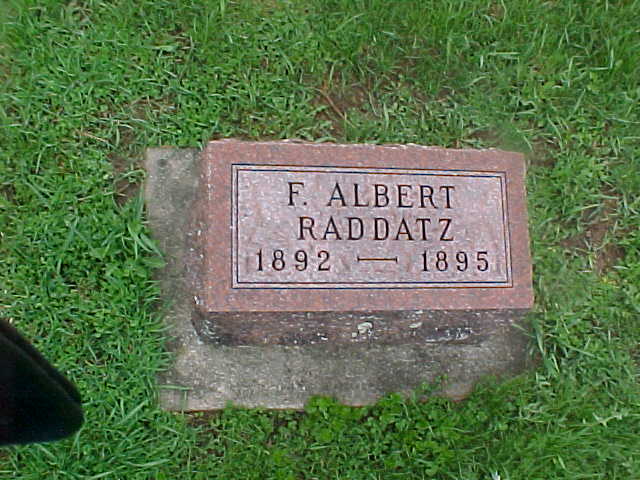 F. ALBERT
RADDATZ
1892 — 1895